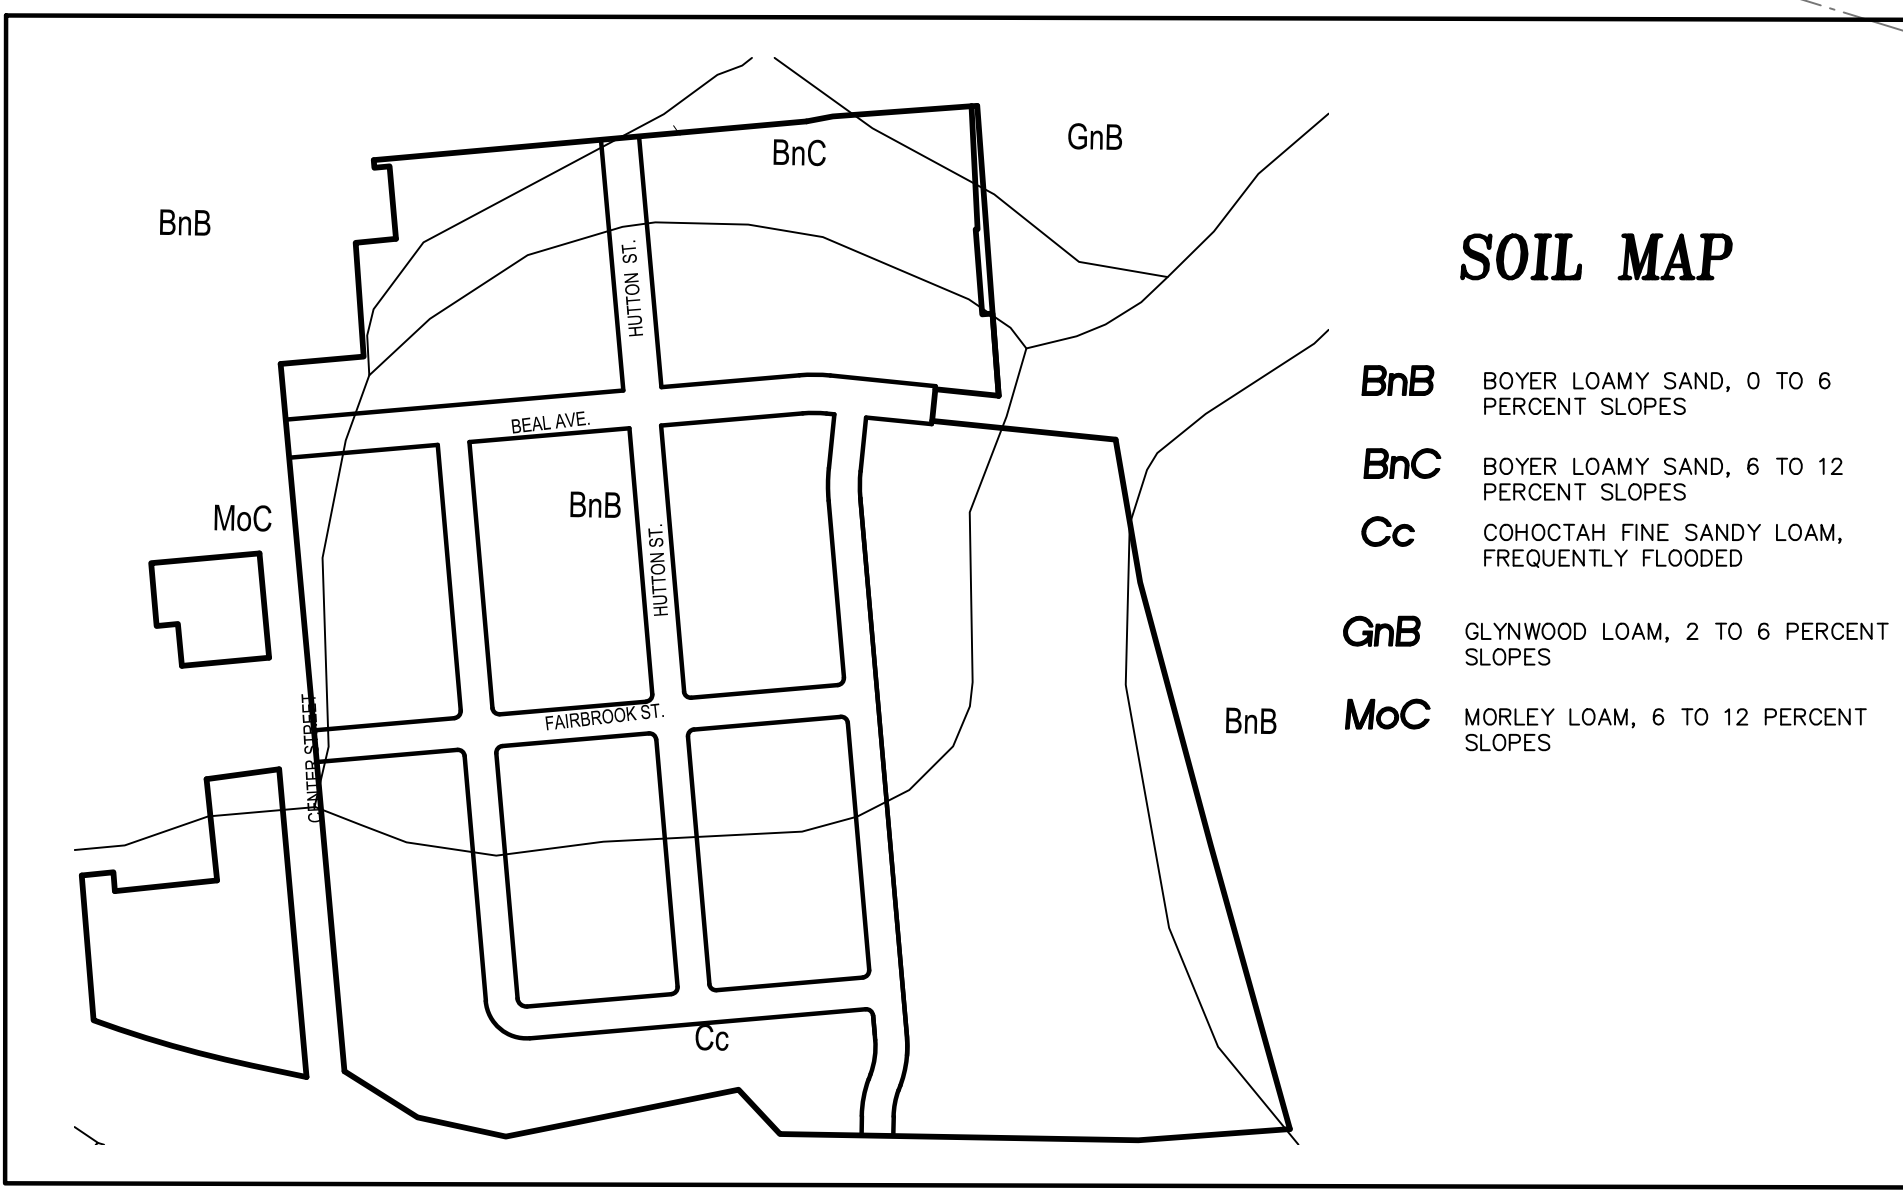 GnB
BnC
BnB
SOIL MAP
HUTTON ST.
BnB BOYER LOAMY SAND, 0 TO 6
PERCENT SLOPES
BEAL AVE.
BnC BOYER LOAMY SAND, 6 TO 12
PERCENT SLOPES
BnB
MoC
Cc COHOCTAH FINE SANDY LOAM,
FREQUENTLY FLOODED
HUTTON ST.
GnB GLYNWOOD LOAM, 2 TO 6 PERCENT
SLOPES
FAIRBROOK ST.
BnB
MoC MORLEY LOAM, 6 TO 12 PERCENT
SLOPES
CENTER STREET
Cc